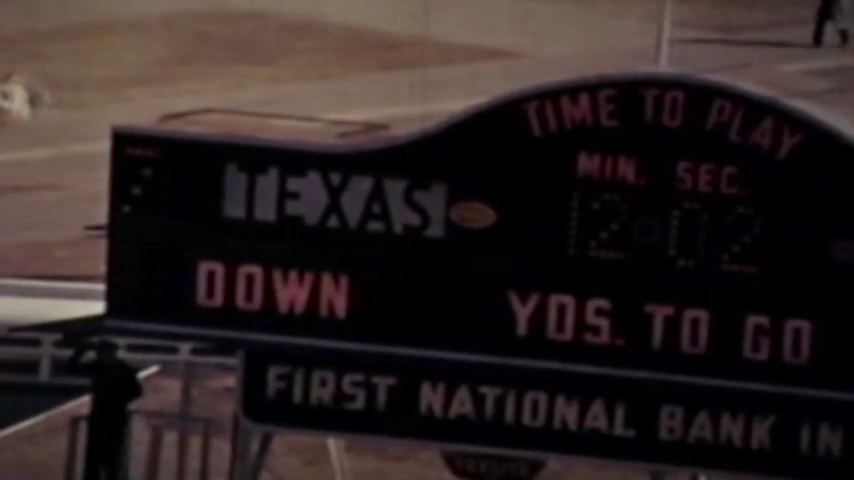 TIME TO PLAY
MIN. SEC.
TEXAS
12:02
DOWN
YDS. TO GO
FIRST NATIONAL BANK IN